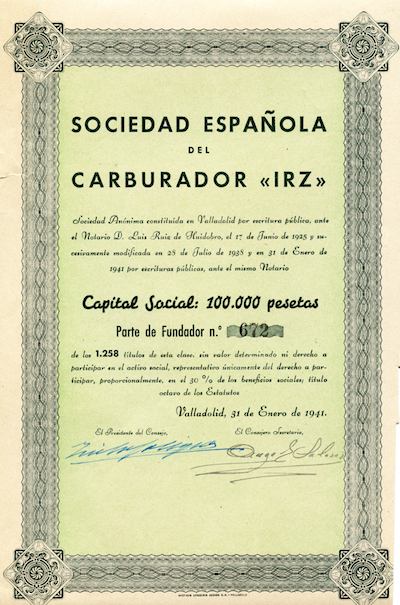 SOCIEDAD ESPAÑOLA
DEL
CARBURADOR «IRZ»
Sociedad Anónima constituida en Valladolid por escritura pública, ante
el Notario D. Luis Ruiz de Huidobro, el 17 de Junio de 1925 y su-
cesivamente modificada en 28 de Julio de 1938 y en 31 de Enero de
1941 por escrituras públicas, ante el mismo Notario
Capital Social: 100.000 pesetas
Parte de Fundador n.º 672
de los 1.258 títulos de esta clase, sin valor determinado ni derecho a
participar en el activo social, representativo únicamente del derecho a par-
ticipar, proporcionalmente, en el 30 % de los beneficios sociales; título
octavo de los Estatutos
Valladolid, 31 de Enero de 1941.
El Presidente del Consejo, El Consejero Secretario,